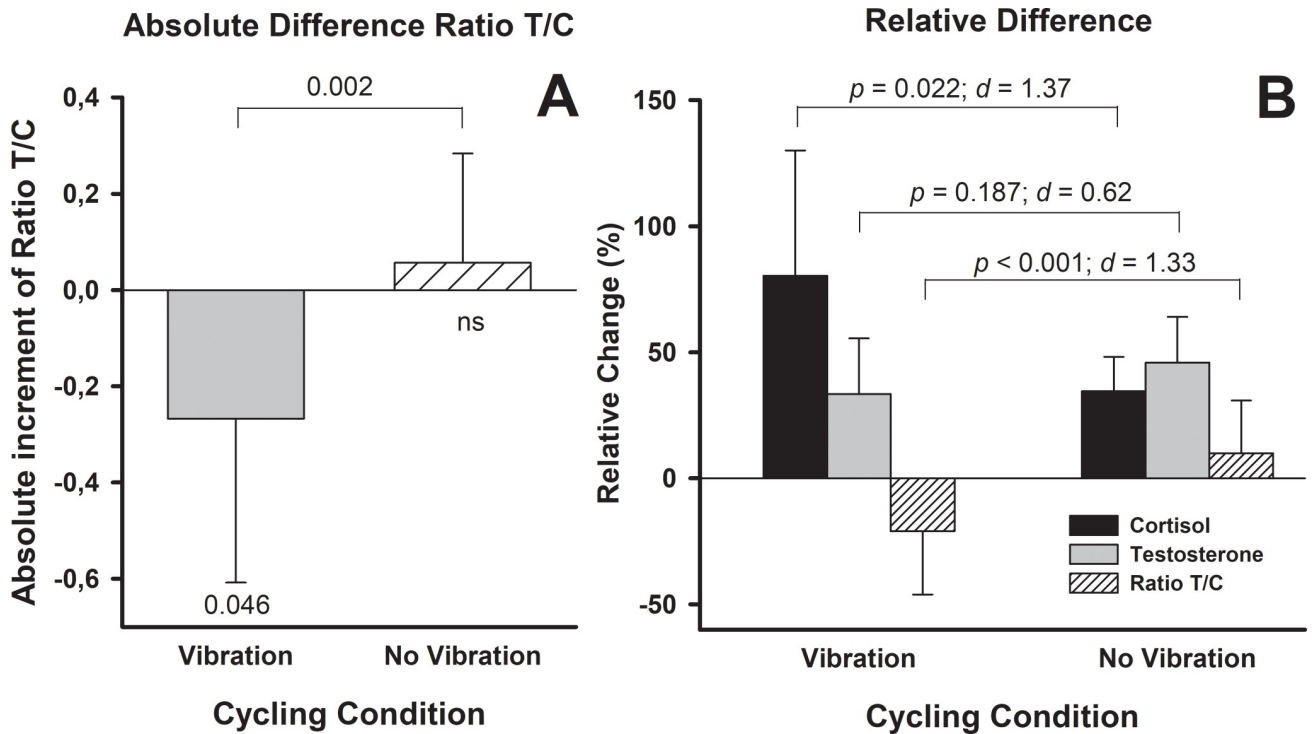 Absolute Difference Ratio T/C
A
0.002
Absolute increment of Ratio T/C
0,4
0,2
0,0
-0,2
-0,4
-0,6
ns
0.046
Vibration
No Vibration
Cycling Condition
Relative Difference
B
p = 0.022; d = 1.37
p = 0.187; d = 0.62
p < 0.001; d = 1.33
Relative Change (%)
150
100
50
0
-50
Cortisol
Testosterone
Ratio T/C
Vibration
No Vibration
Cycling Condition